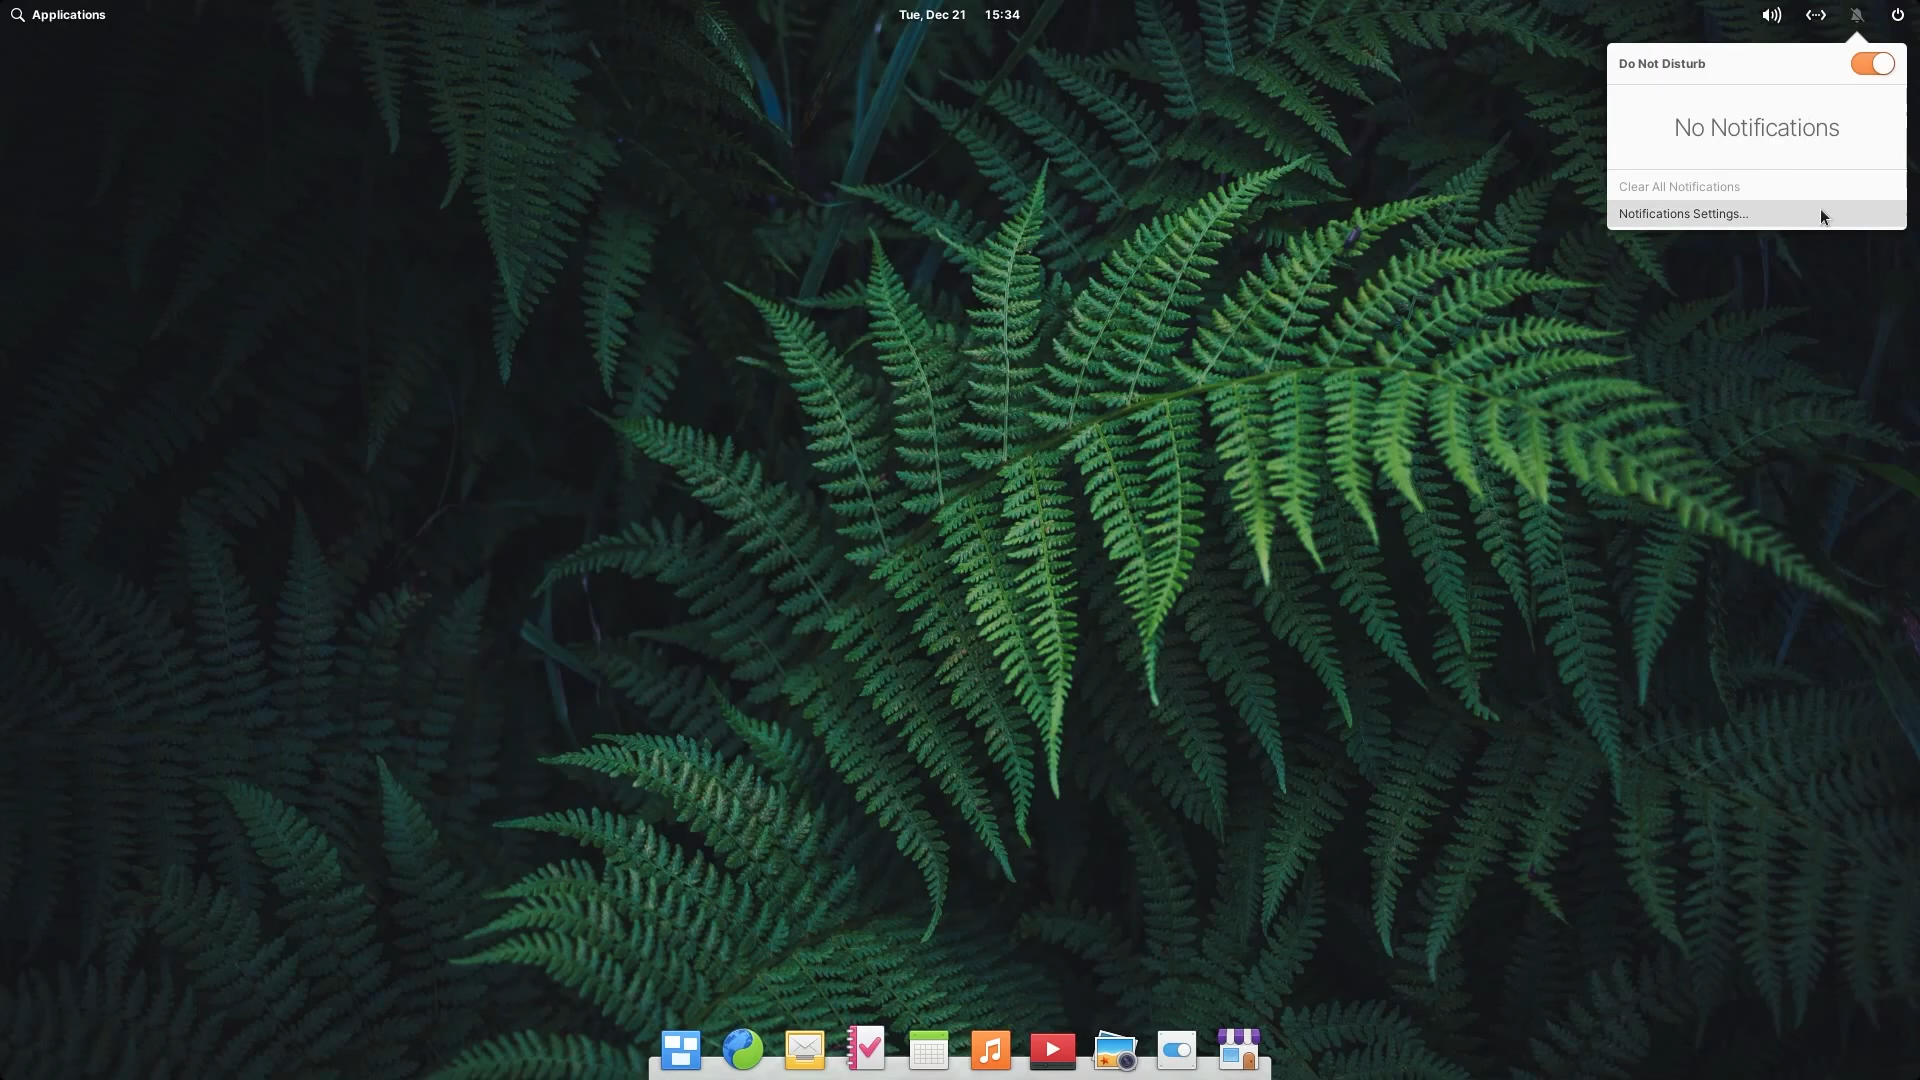 Applications
Tue, Dec 21 15:34
Do Not Disturb
No Notifications
Clear All Notifications
Notifications Settings...